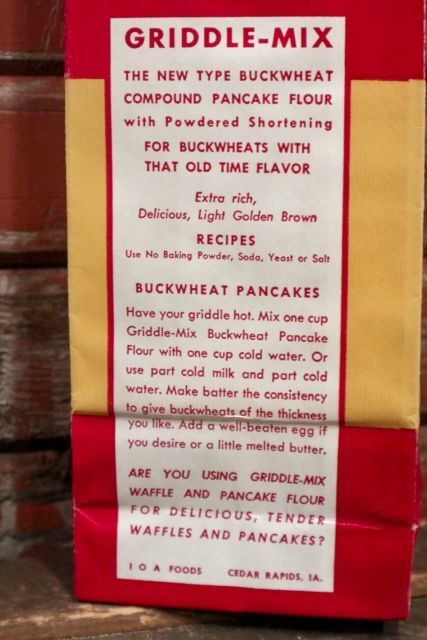 GRIDDLE-MIX
THE NEW TYPE BUCKWHEAT
COMPOUND PANCAKE FLOUR
with Powdered Shortening
FOR BUCKWHEATS WITH
THAT OLD TIME FLAVOR
Extra rich,
Delicious, Light Golden Brown
RECIPES
Use No Baking Powder, Soda, Yeast or Salt
BUCKWHEAT PANCAKES
Have your griddle hot. Mix one cup
Griddle-Mix Buckwheat Pancake
Flour with one cup cold water. Or
use part cold milk and part cold
water. Make batter the consistency
to give buckwheats of the thickness
you like. Add a well-beaten egg if
you desire or a little melted butter.
ARE YOU USING GRIDDLE-MIX
WAFFLE AND PANCAKE FLOUR
FOR DELICIOUS, TENDER
WAFFLES AND PANCAKES?
I O A FOODS CEDAR RAPIDS, IA.